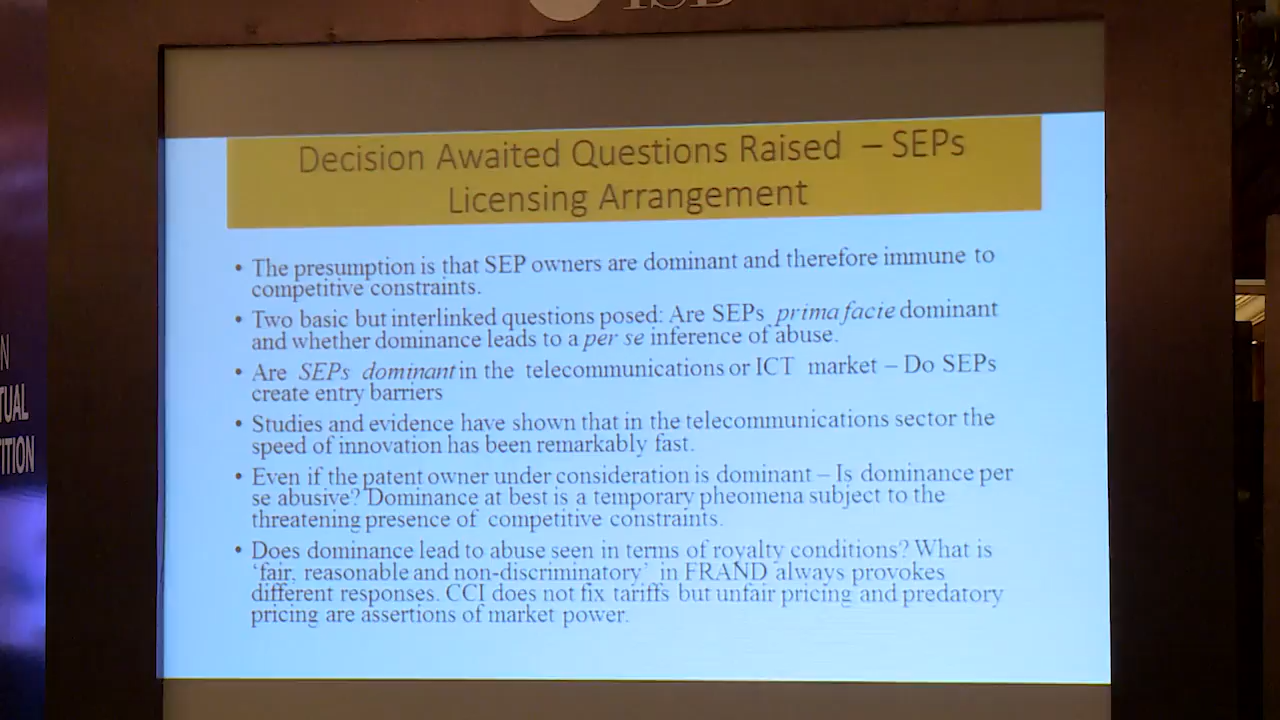 ISB
Decision Awaited Questions Raised – SEPs
Licensing Arrangement
• The presumption is that SEP owners are dominant and therefore immune to
competitive constraints.
• Two basic but interlinked questions posed: Are SEPs prima facie dominant
and whether dominance leads to a per se inference of abuse.
• Are SEPs dominant in the telecommunications or ICT market – Do SEPs
create entry barriers
• Studies and evidence have shown that in the telecommunications sector the
speed of innovation has been remarkably fast.
• Even if the patent owner under consideration is dominant – Is dominance per
se abusive? Dominance at best is a temporary pheomena subject to the
threatening presence of competitive constraints.
• Does dominance lead to abuse seen in terms of royalty conditions? What is
'fair, reasonable and non-discriminatory' in FRAND always provokes
different responses. CCI does not fix tariffs but unfair pricing and predatory
pricing are assertions of market power.